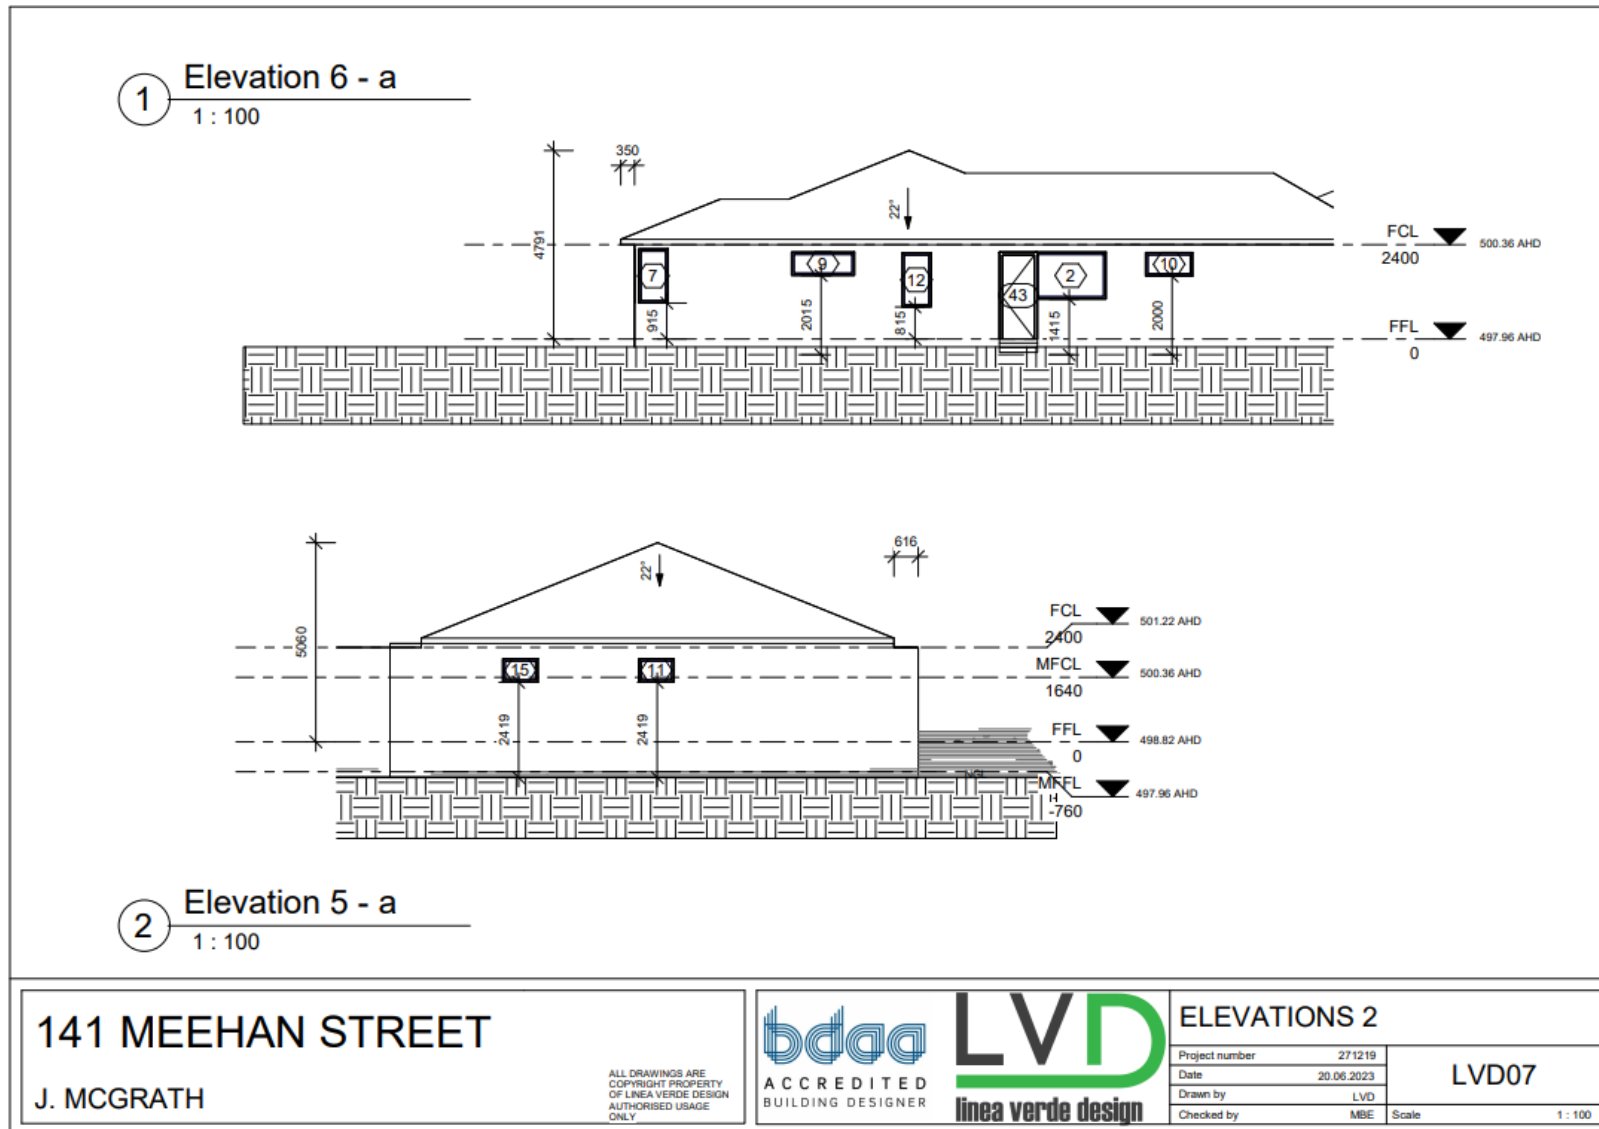 1
Elevation 6 - a
1 : 100
350
4791
22°
7
9
12
43
2
10
915
2015
815
1415
2000
FCL
2400
500.36 AHD
FFL
0
497.96 AHD
616
5060
22°
15
11
2419
2419
FCL
2400
501.22 AHD
MFCL
1640
500.36 AHD
FFL
0
498.82 AHD
NGL
MFFL
-760
497.96 AHD
2
Elevation 5 - a
1 : 100
141 MEEHAN STREET
J. MCGRATH
ALL DRAWINGS ARE
COPYRIGHT PROPERTY
OF LINEA VERDE DESIGN
AUTHORISED USAGE
ONLY
bdaa
ACCREDITED
BUILDING DESIGNER
LVD
linea verde design
ELEVATIONS 2
Project number 271219
Date 20.06.2023
Drawn by LVD
Checked by MBE
LVD07
Scale 1 : 100